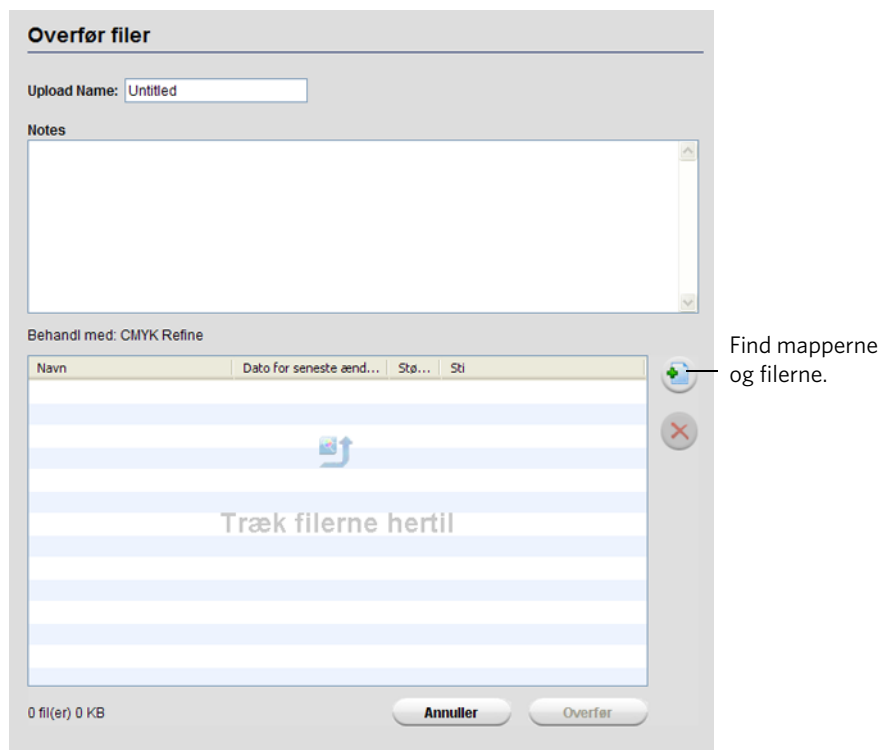 Overfør filer
Upload Name: Untitled
Notes
Behandl med: CMYK Refine
Navn Dato for seneste ænd... Stø... Sti
Træk filerne hertil
0 fil(er) 0 KB Annuller Overfør
Find mapperne
og filerne.